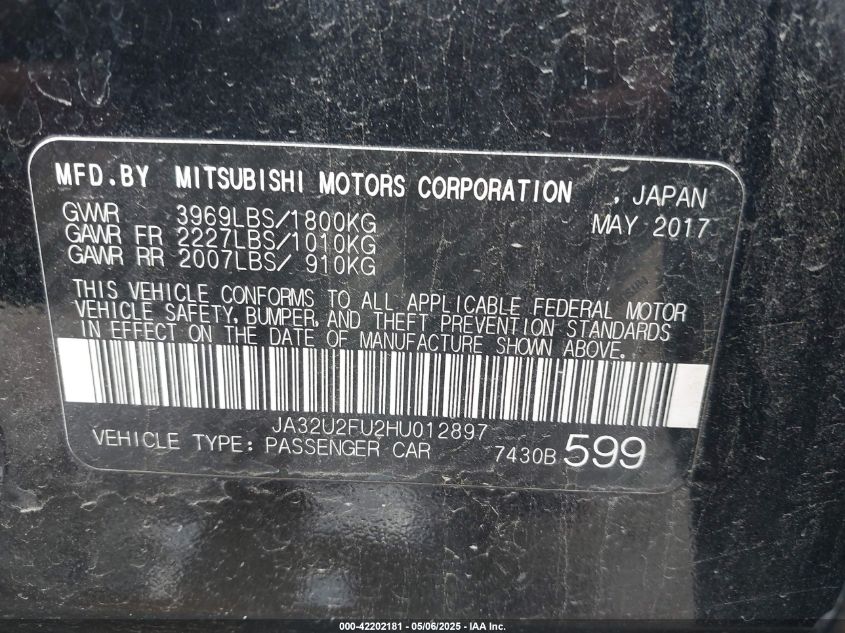 MFD.BY MITSUBISHI MOTORS CORPORATION , JAPAN
GVWR 3969LBS/1800KG MAY 2017
GAWR FR 2227LBS/1010KG
GAWR RR 2007LBS/ 910KG
THIS VEHICLE CONFORMS TO ALL APPLICABLE FEDERAL MOTOR
VEHICLE SAFETY, BUMPER, AND THEFT PREVENTION STANDARDS
IN EFFECT ON THE DATE OF MANUFACTURE SHOWN ABOVE.
JA32U2FU2HU012897
VEHICLE TYPE: PASSENGER CAR 7430B 599
000-42202181 - 05/06/2025 - IAA Inc.